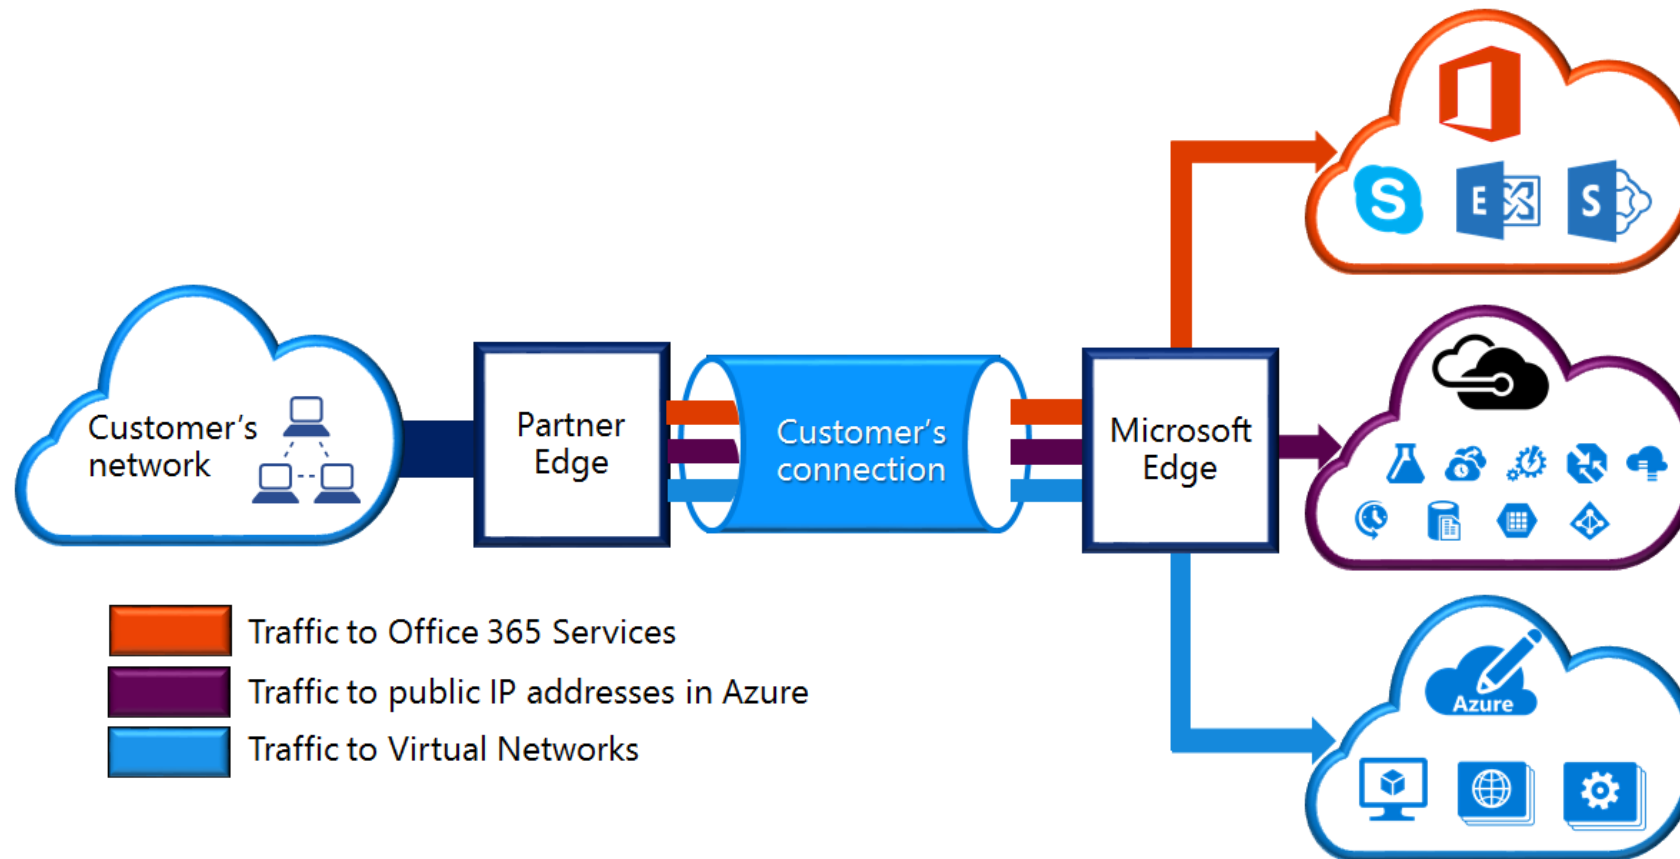 Customer's
network
Partner
Edge
Customer's
connection
Microsoft
Edge
S
E
S
Azure
Traffic to Office 365 Services
Traffic to public IP addresses in Azure
Traffic to Virtual Networks